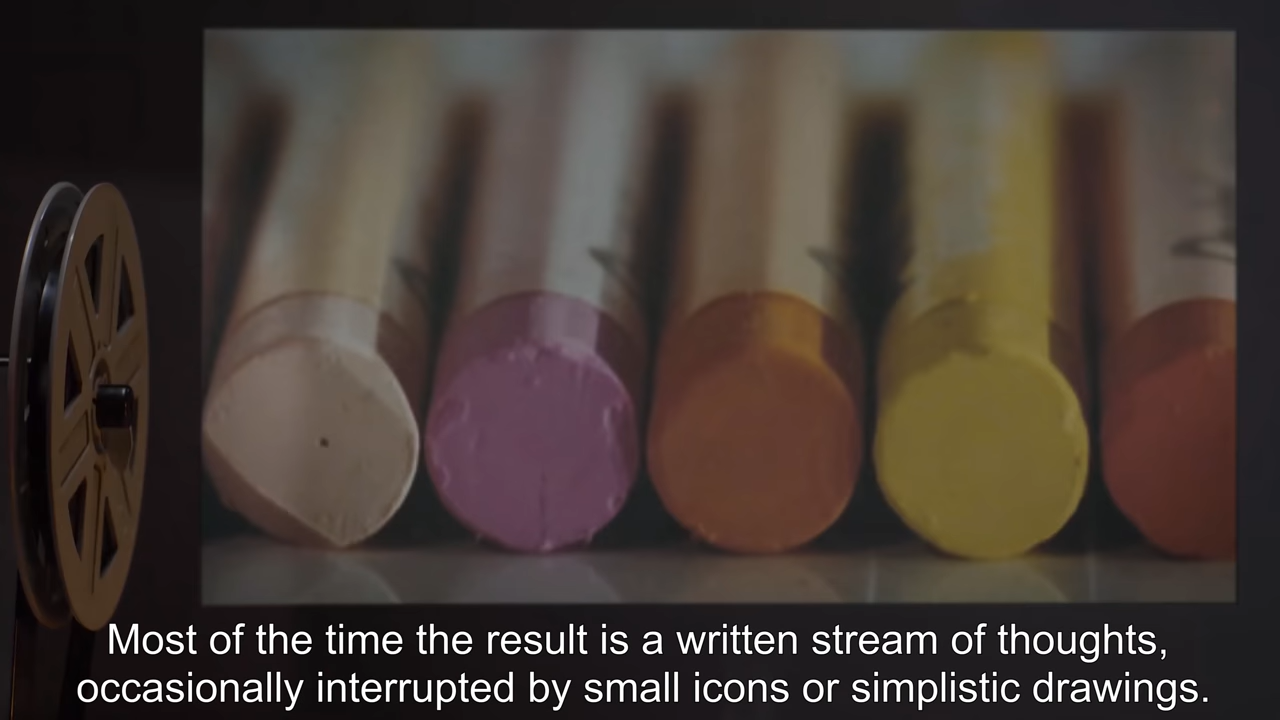 Most of the time the result is a written stream of thoughts,
occasionally interrupted by small icons or simplistic drawings.